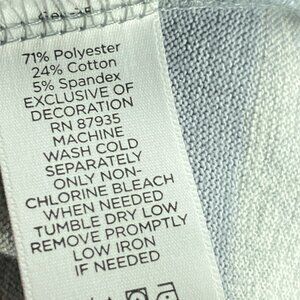 71% Polyester
24% Cotton
5% Spandex
EXCLUSIVE OF
DECORATION
RN 87935
MACHINE
WASH COLD
SEPARATELY
ONLY NON-
CHLORINE BLEACH
WHEN NEEDED
TUMBLE DRY LOW
REMOVE PROMPTLY
LOW IRON
IF NEEDED